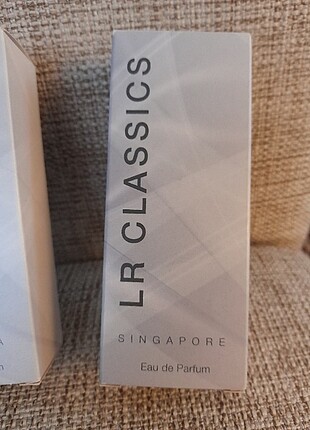 LR CLASSICS
SINGAPORE
Eau de Parfum